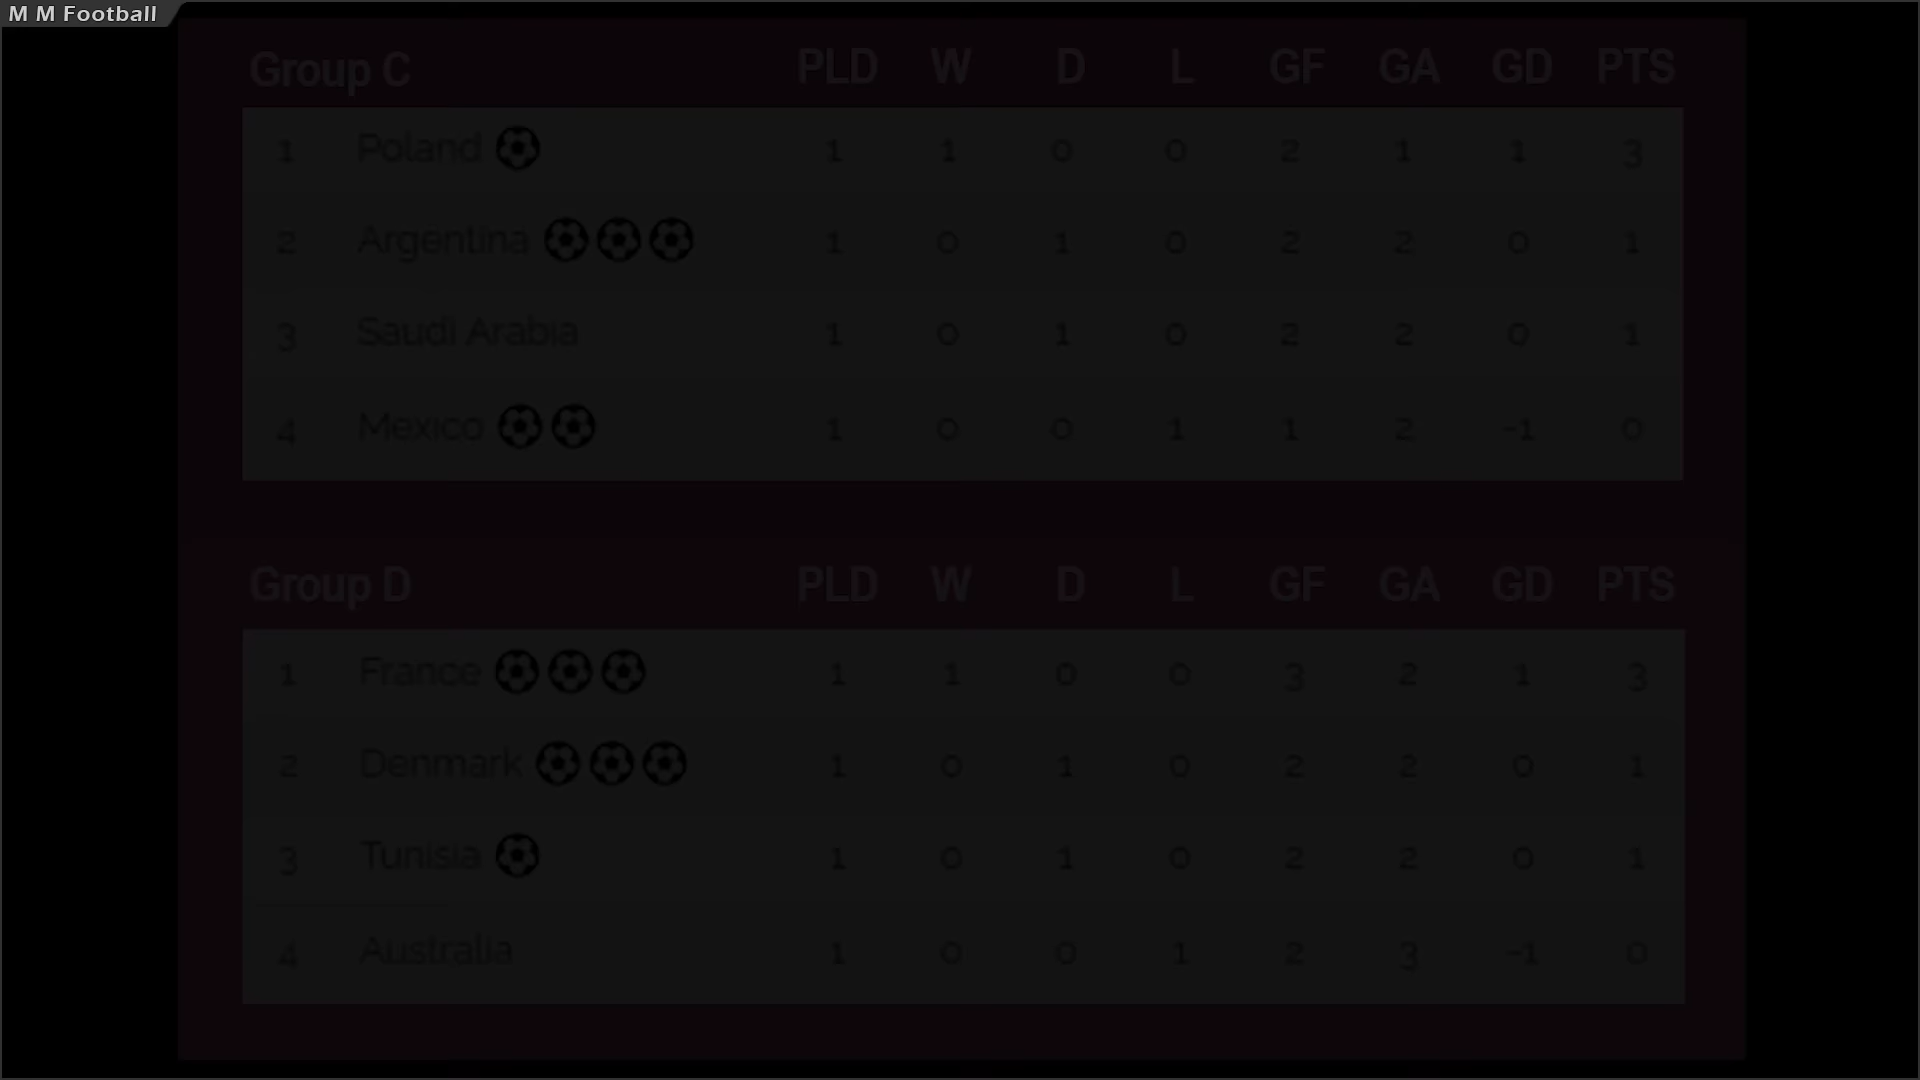 M M Football
Group C PLD W D L GF GA GD PTS
1 Poland 1 1 0 0 2 1 1 3
2 Argentina 1 0 1 0 2 2 0 1
3 Saudi Arabia 1 0 1 0 2 2 0 1
4 Mexico 1 0 0 1 1 2 -1 0
Group D PLD W D L GF GA GD PTS
1 France 1 1 0 0 3 2 1 3
2 Denmark 1 0 1 0 2 2 0 1
3 Tunisia 1 0 1 0 2 2 0 1
4 Australia 1 0 0 1 2 3 -1 0